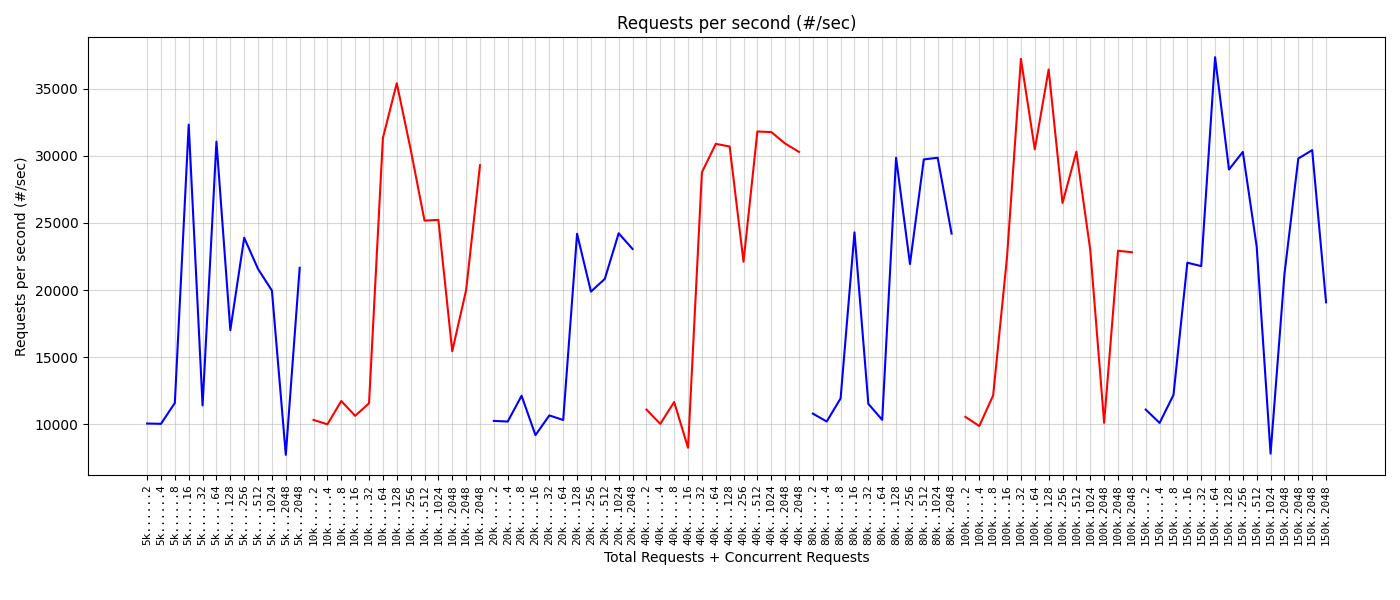 Requests per second (#/sec)
Requests per second (#/sec)
35000
30000
25000
20000
15000
10000
5k......2
5k......4
5k......8
5k.....16
5k.....32
5k.....64
5k....128
5k....256
5k....512
5k...1024
5k...2048
5k...2048
10k.....2
10k.....4
10k.....8
10k....16
10k....32
10k....64
10k...128
10k...256
10k...512
10k..1024
10k..2048
10k..2048
10k..2048
20k.....2
20k.....4
20k.....8
20k....16
20k....32
20k....64
20k...128
20k...256
20k...512
20k..1024
20k..2048
40k.....2
40k.....4
40k.....8
40k....16
40k....32
40k....64
40k...128
40k...256
40k...512
40k..1024
40k..2048
40k..2048
80k.....2
80k.....4
80k.....8
80k....16
80k....32
80k....64
80k...128
80k...256
80k...512
80k..1024
80k..2048
100k....2
100k....4
100k....8
100k...16
100k...32
100k...64
100k..128
100k..256
100k..512
100k.1024
100k.2048
100k.2048
100k.2048
150k....2
150k....4
150k....8
150k...16
150k...32
150k...64
150k..128
150k..256
150k..512
150k.1024
150k.2048
150k.2048
150k.2048
150k.2048
Total Requests + Concurrent Requests